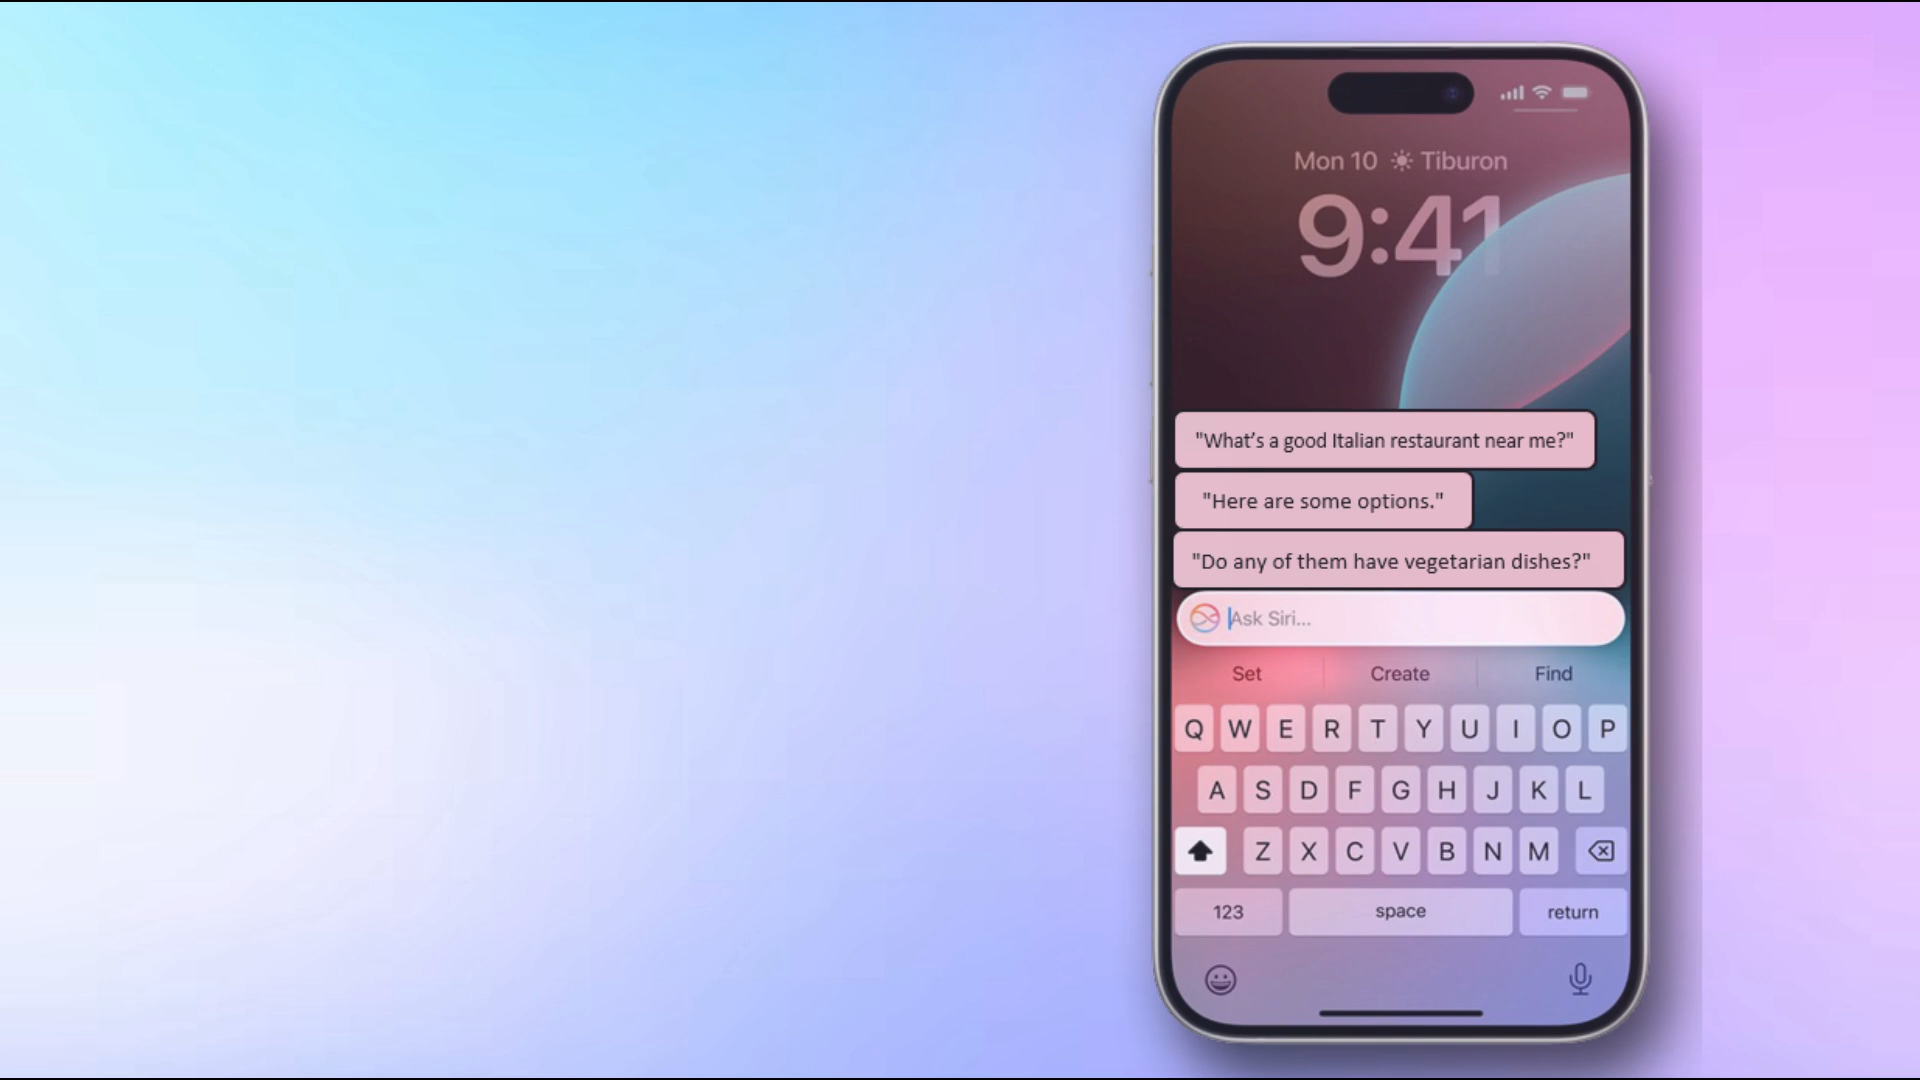 Mon 10 Tiburon
9:41
"What's a good Italian restaurant near me?"
"Here are some options."
"Do any of them have vegetarian dishes?"
Ask Siri...
Set Create Find
Q W E R T Y U I O P
A S D F G H J K L
Z X C V B N M
123 space return